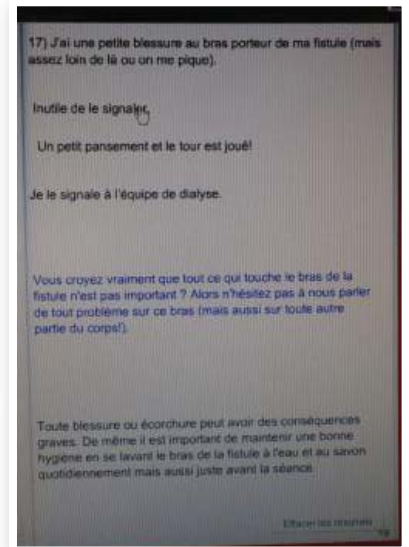 17) J'ai une petite blessure au bras porteur de ma fistule (mais
assez loin de là ou on me pique).
Inutile de le signaler.
Un petit pansement et le tour est joué!
Je le signale à l'équipe de dialyse.
Vous croyez vraiment que tout ce qui touche le bras de la
fistule n'est pas important ? Alors n'hésitez pas à nous parler
de tout problème sur ce bras (mais aussi sur toute autre
partie du corps!).
Toute blessure ou écorchure peut avoir des conséquences
graves. De même il est important de maintenir une bonne
hygiène en se lavant le bras de la fistule à l'eau et au savon
quotidiennement mais aussi juste avant la séance.
Effacer les